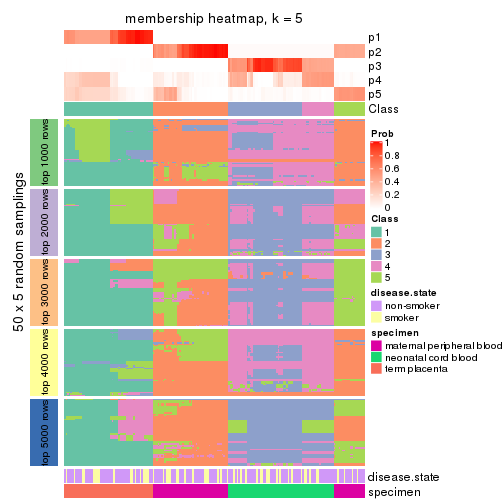 membership heatmap, k = 5
p1
p2
p3
p4
p5
Class
50 x 5 random samplings
top 1000 rows
top 2000 rows
top 3000 rows
top 4000 rows
top 5000 rows
Prob
1
0.8
0.6
0.4
0.2
0
Class
1
2
3
4
5
disease.state
non-smoker
smoker
specimen
maternal peripheral blood
neonatal cord blood
term placenta
disease.state
specimen